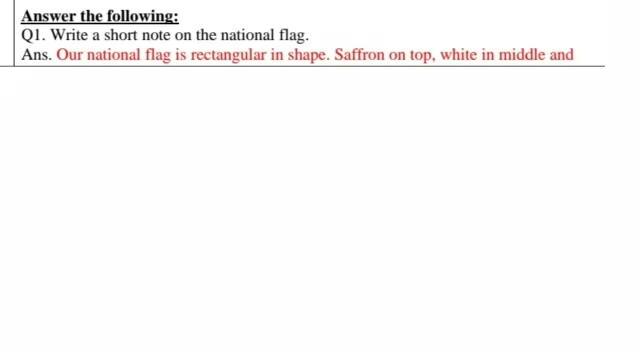 Answer the following:
Q1. Write a short note on the national flag.
Ans. Our national flag is rectangular in shape. Saffron on top, white in middle and